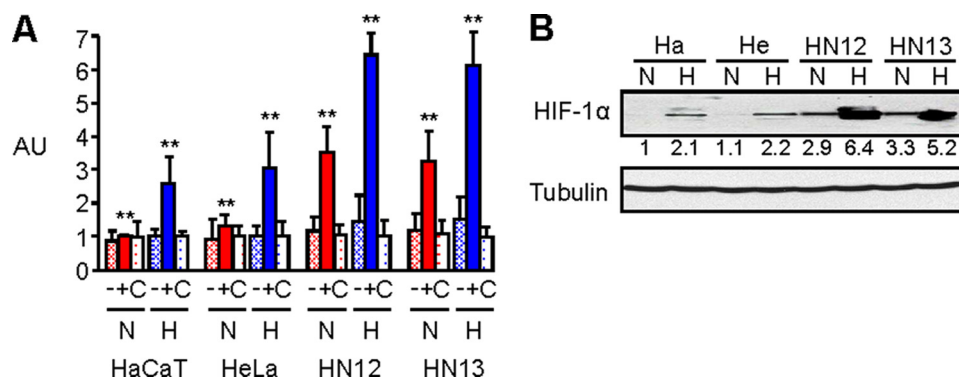 A
7
6
5
4
3
2
1
0
AU
** ** ** ** ** ** ** **
-+C -+C -+C -+C -+C -+C -+C -+C
N H N H N H N H
HaCaT HeLa HN12 HN13
B
Ha He HN12 HN13
N H N H N H N H
HIF-1α
1 2.1 1.1 2.2 2.9 6.4 3.3 5.2
Tubulin